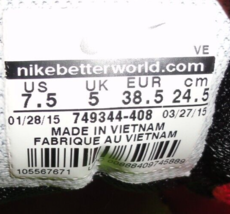 VE
nikebetterworld.com
US UK EUR cm
7.5 5 38.5 24.5
01/28/15 749344-408 03/27/15
MADE IN VIETNAM
FABRIQUE AU VIETNAM
105567671